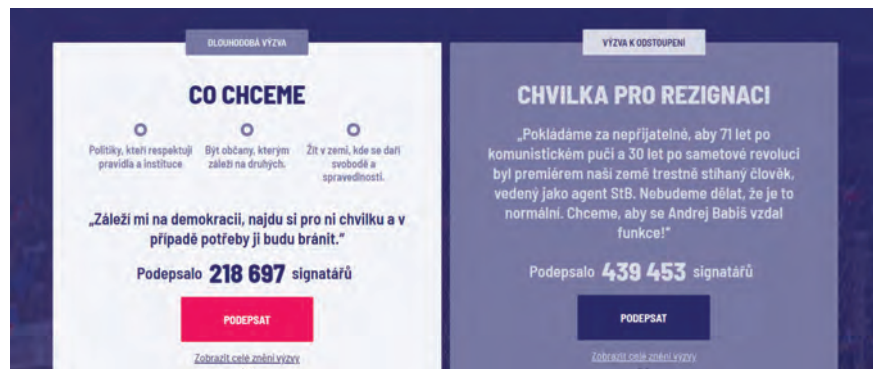 DLOUHODOBÁ VÝZVA
CO CHCEME
Politiky, kteří respektují
pravidla a instituce
Být občany, kterým
záleží na druhých.
Žít v zemi, kde se daří
svobodě a
spravedlnosti.
„Záleží mi na demokracii, najdu si pro ni chvilku a v
případě potřeby ji budu bránit.“
Podepsalo 218 697 signatářů
PODEPSAT
Zobrazit celé znění výzvy
VÝZVA K ODSTOUPENÍ
CHVILKA PRO REZIGNACI
„Pokládáme za nepřijatelné, aby 71 let po
komunistickém puči a 30 let po sametové revoluci
byl premiérem naší země trestně stíhaný člověk,
vedený jako agent StB. Nebudeme dělat, že je to
normální. Chceme, aby se Andrej Babiš vzdal
funkce!“
Podepsalo 439 453 signatářů
PODEPSAT
Zobrazit celé znění výzvy